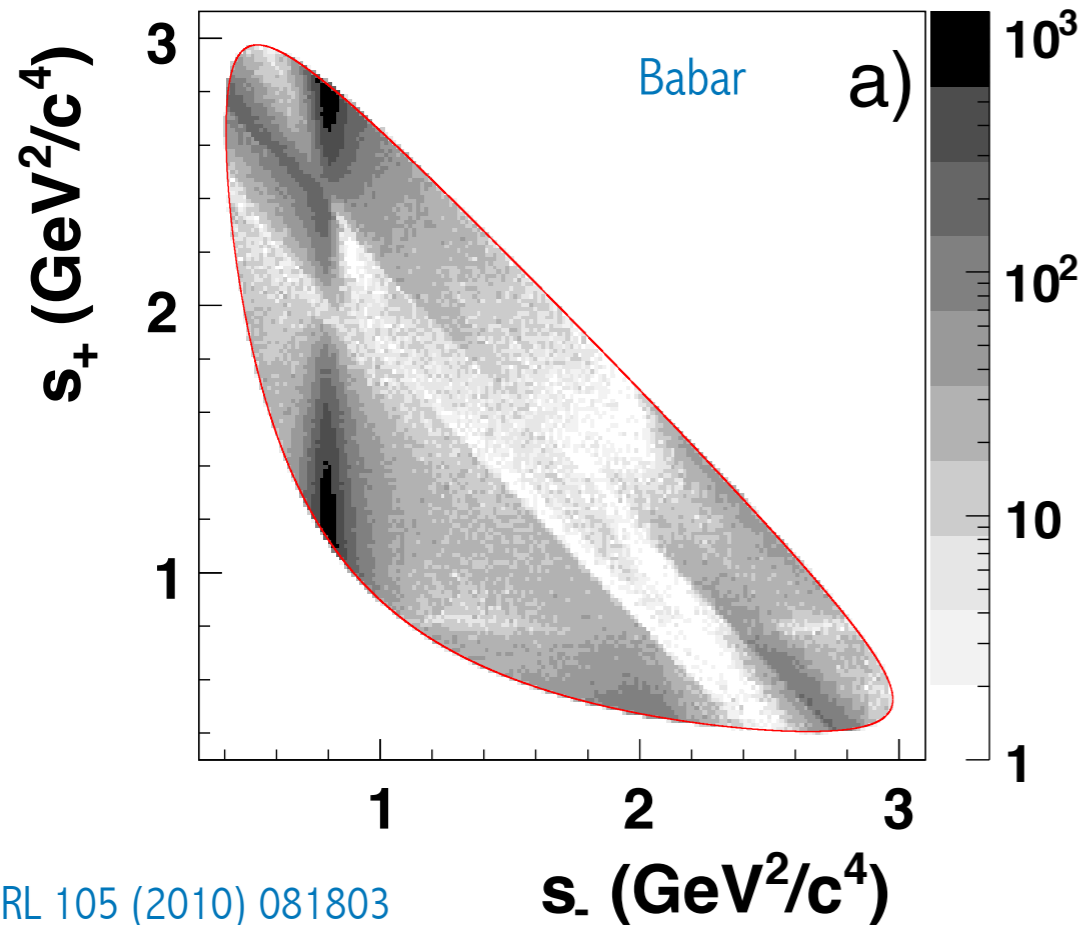 Babar
a)
s₊ (GeV²/c⁴)
3
2
1
10³
10²
10
1
1 2 3
s₋ (GeV²/c⁴)
RL 105 (2010) 081803